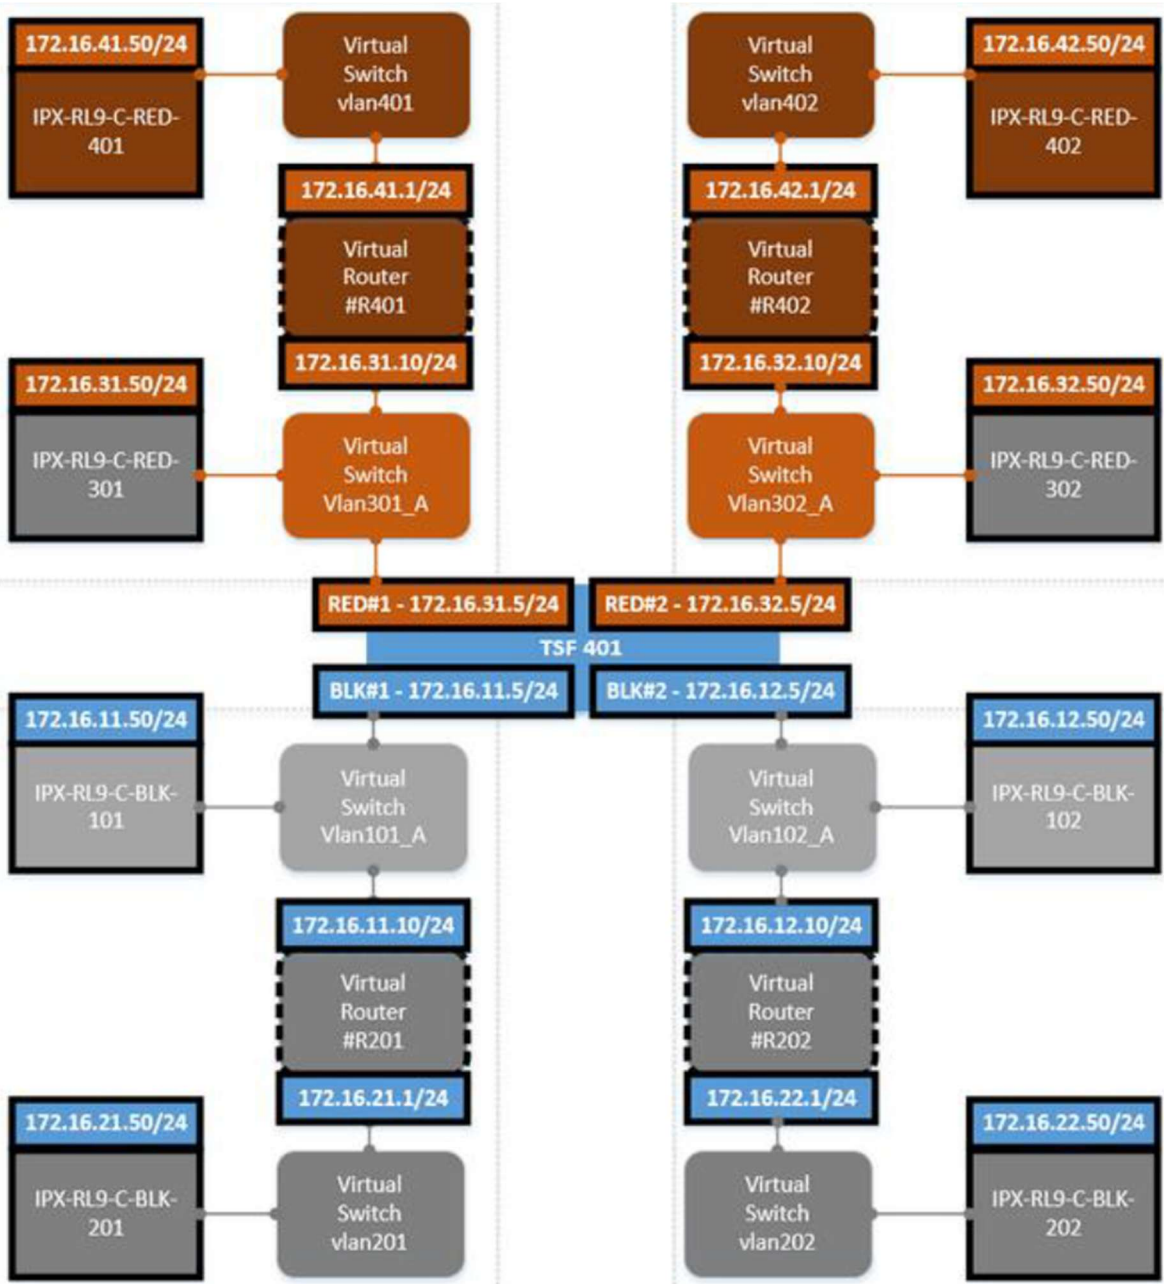 172.16.41.50/24
IPX-RL9-C-RED-
401
Virtual
Switch
vlan401
Virtual
Switch
vlan402
172.16.42.50/24
IPX-RL9-C-RED-
402
172.16.41.1/24
Virtual
Router
#R401
172.16.31.10/24
172.16.42.1/24
Virtual
Router
#R402
172.16.32.10/24
172.16.31.50/24
IPX-RL9-C-RED-
301
Virtual
Switch
Vlan301_A
Virtual
Switch
Vlan302_A
172.16.32.50/24
IPX-RL9-C-RED-
302
RED#1 - 172.16.31.5/24
RED#2 - 172.16.32.5/24
TSF 401
BLK#1 - 172.16.11.5/24
BLK#2 - 172.16.12.5/24
172.16.11.50/24
IPX-RL9-C-BLK-
101
Virtual
Switch
Vlan101_A
Virtual
Switch
Vlan102_A
172.16.12.50/24
IPX-RL9-C-BLK-
102
172.16.11.10/24
Virtual
Router
#R201
172.16.21.1/24
172.16.12.10/24
Virtual
Router
#R202
172.16.22.1/24
172.16.21.50/24
IPX-RL9-C-BLK-
201
Virtual
Switch
vlan201
Virtual
Switch
vlan202
172.16.22.50/24
IPX-RL9-C-BLK-
202